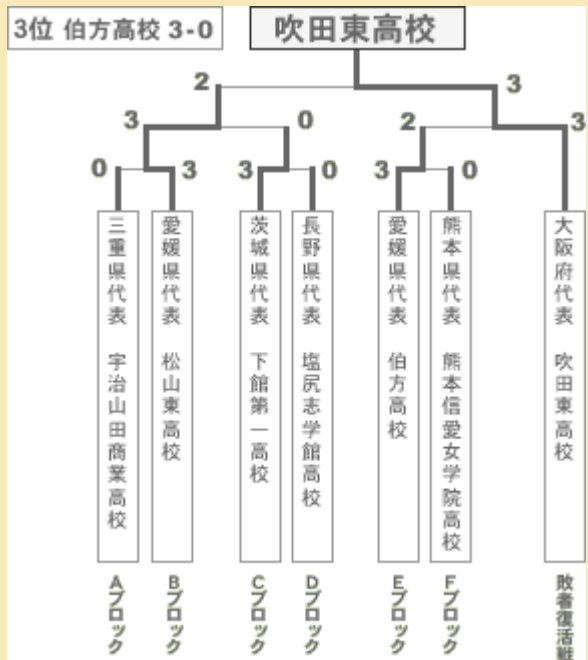 3位 伯方高校 3-0
吹田東高校
2
3
3
0
2
3
0
3
3
0
3
0
三重県代表 宇治山田商業高校
愛媛県代表 松山東高校
茨城県代表 下館第一高校
長野県代表 塩尻志学館高校
愛媛県代表 伯方高校
熊本県代表 熊本信愛女学院高校
大阪府代表 吹田東高校
Aブロック
Bブロック
Cブロック
Dブロック
Eブロック
Fブロック
敗者復活戦